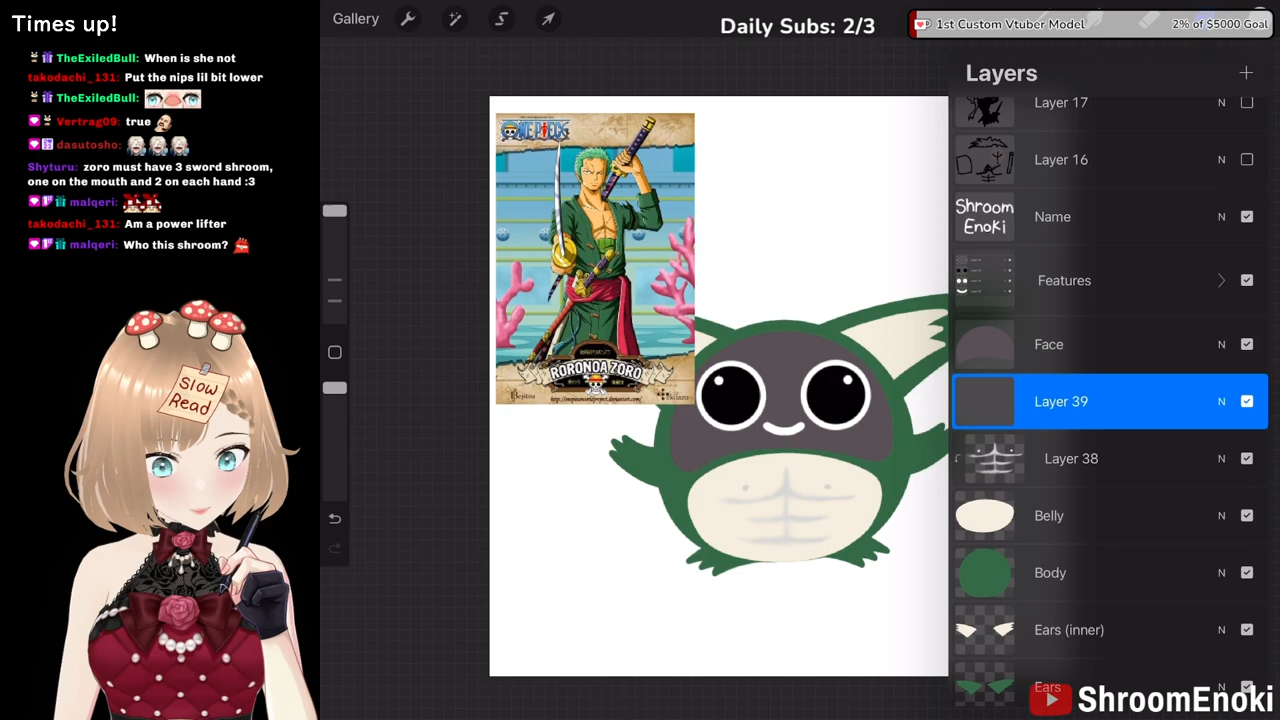 Times up!
TheExiledBull: When is she not
takodachi_131: Put the nips lil bit lower
TheExiledBull:
Vertrag09: true
dasutosho:
Shyturu: zoro must have 3 sword shroom,
one on the mouth and 2 on each hand :3
malqeri:
takodachi_131: Am a power lifter
malqeri: Who this shroom?
Slow
Read
Gallery
Daily Subs: 2/3
1st Custom Vtuber Model
2% of $5000 Goal
ONE PIECE
RORONOA ZORO
Layers
Layer 17
N
Layer 16
N
Shroom
Enoki
Name
N
Features
Face
N
Layer 39
N
Layer 38
N
Belly
N
Body
N
Ears (inner)
N
Ears
ShroomEnoki